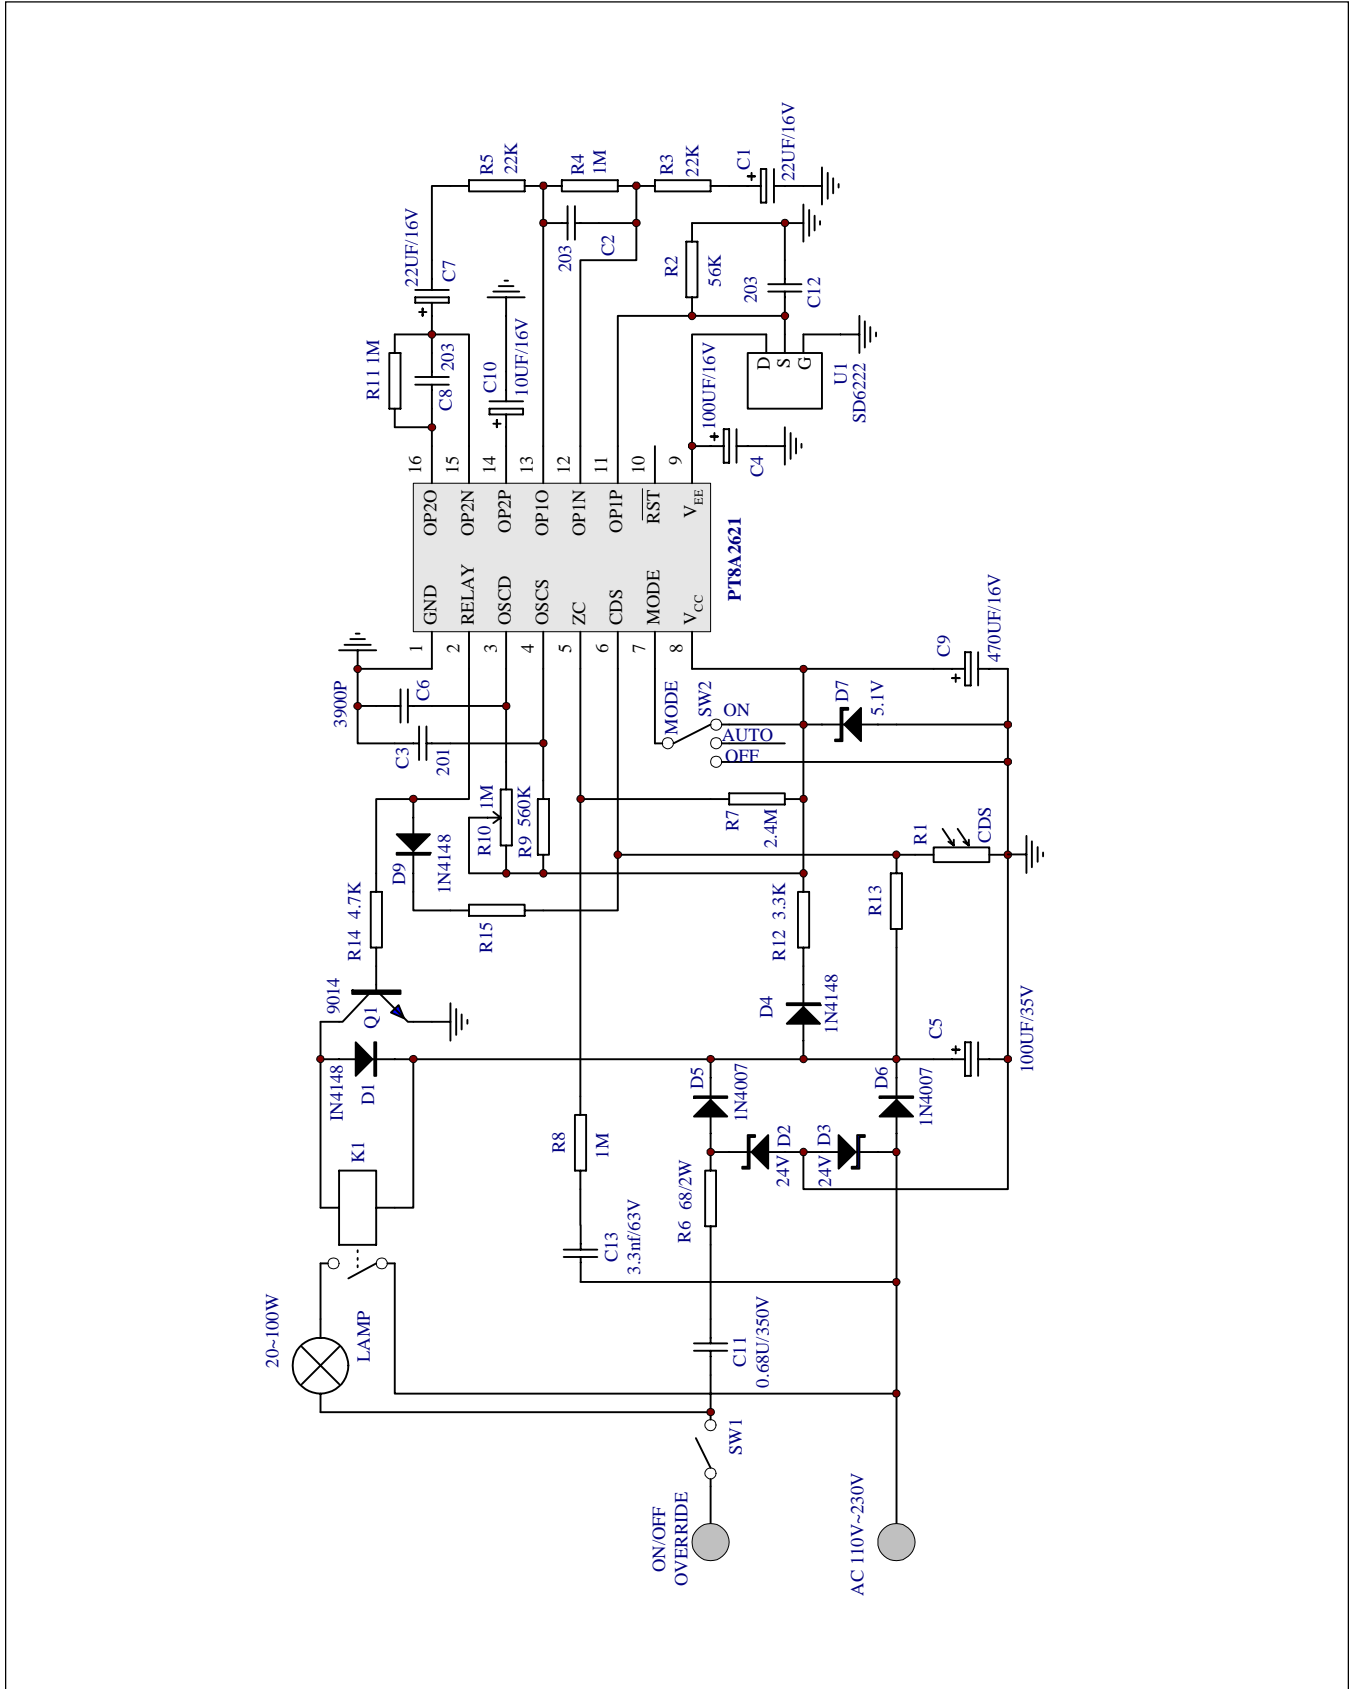 R5
22K
R4
1M
R3
22K
C1
22UF/16V
22UF/16V
C7
203
C2
R2
56K
203
C12
R11 1M
C8
203
C10
10UF/16V
100UF/16V
C4
D
S
G
U1
SD6222
16
15
14
13
12
11
10
9
OP2O
OP2N
OP2P
OP1O
OP1N
OP1P
RST
VEE
GND
RELAY
OSCD
OSCS
ZC
CDS
MODE
VCC
PT8A2621
1
2
3
4
5
6
7
8
3900P
C6
C3
201
MODE
SW2
ON
AUTO
OFF
D7
5.1V
C9
470UF/16V
D9
1N4148
R10
1M
R9 560K
R7
2.4M
R1
CDS
R14 4.7K
R15
R12 3.3K
R13
9014
Q1
D4
1N4148
C5
100UF/35V
IN4148
D1
D5
1N4007
D6
1N4007
K1
R8
1M
24V D2
24V D3
R6 68/2W
C13
3.3nf/63V
20~100W
LAMP
C11
0.68U/350V
SW1
ON/OFF
OVERRIDE
AC 110V~230V